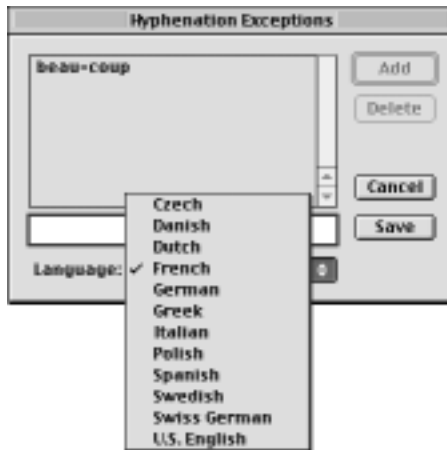 Hyphenation Exceptions
beau-coup
Add
Delete
Cancel
Save
Language: ✓ French
Czech
Danish
Dutch
German
Greek
Italian
Polish
Spanish
Swedish
Swiss German
U.S. English